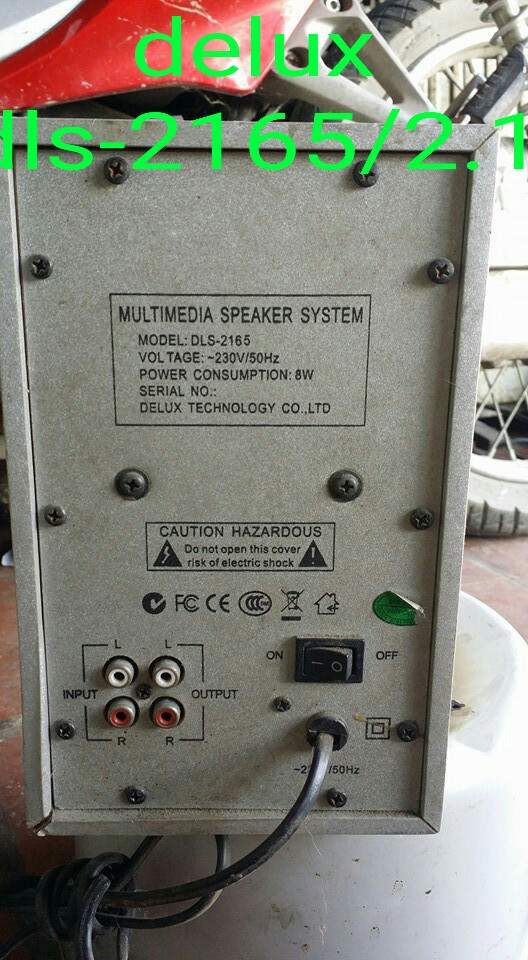 delux
dls-2165/2.1
MULTIMEDIA SPEAKER SYSTEM
MODEL: DLS-2165
VOLTAGE: ~230V/50Hz
POWER CONSUMPTION: 8W
SERIAL NO.:
DELUX TECHNOLOGY CO.,LTD
CAUTION HAZARDOUS
Do not open this cover
risk of electric shock
FC CE CCC
L L
ON OFF
INPUT OUTPUT
R R
/50Hz